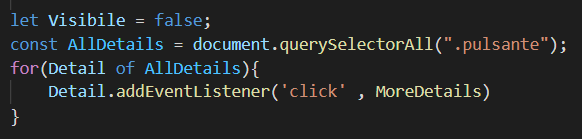 let Visibile = false;
const AllDetails = document.querySelectorAll(".pulsante");
for(Detail of AllDetails){
    Detail.addEventListener('click' , MoreDetails)
}